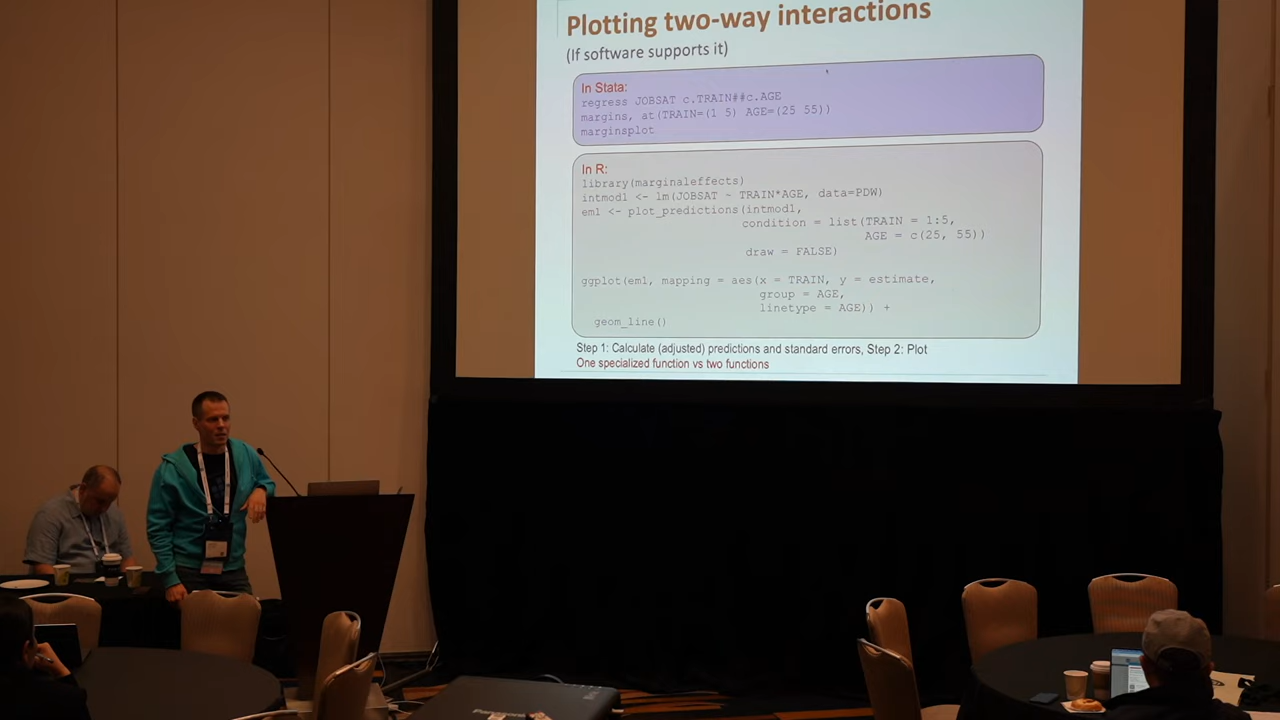 Plotting two-way interactions
(If software supports it)
In Stata:
regress JOBSAT c.TRAIN##c.AGE
margins, at(TRAIN=(1 5) AGE=(25 55))
marginsplot
In R:
library(marginaleffects)
intmod1 <- lm(JOBSAT ~ TRAIN*AGE, data=PDW)
em1 <- plot_predictions(intmod1,
condition = list(TRAIN = 1:5,
AGE = c(25, 55))
draw = FALSE)
ggplot(em1, mapping = aes(x = TRAIN, y = estimate,
group = AGE,
linetype = AGE)) +
geom_line()
Step 1: Calculate (adjusted) predictions and standard errors, Step 2: Plot
One specialized function vs two functions